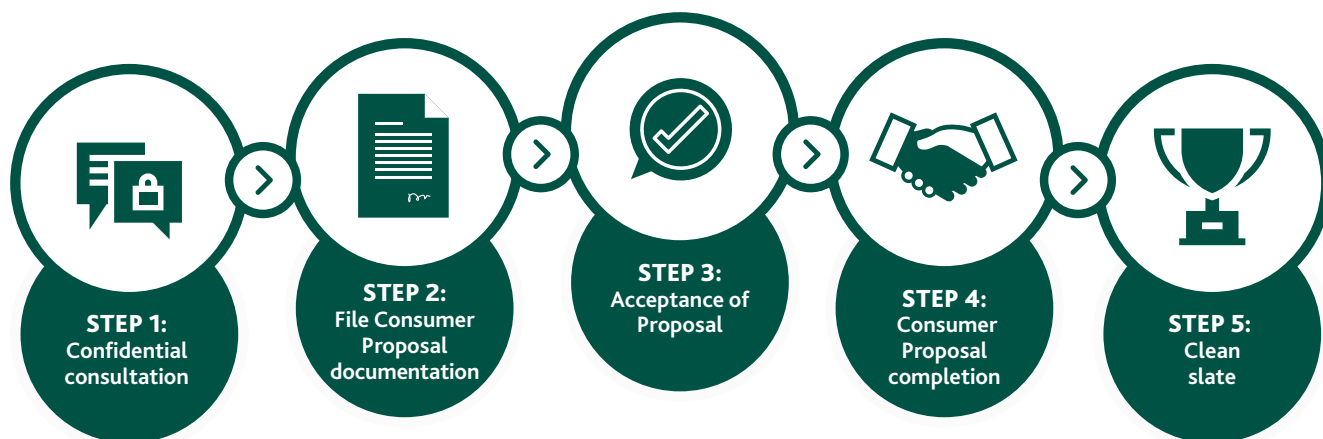 STEP 1:
Confidential
consultation
STEP 2:
File Consumer
Proposal
documentation
STEP 3:
Acceptance of
Proposal
STEP 4:
Consumer
Proposal
completion
STEP 5:
Clean
slate